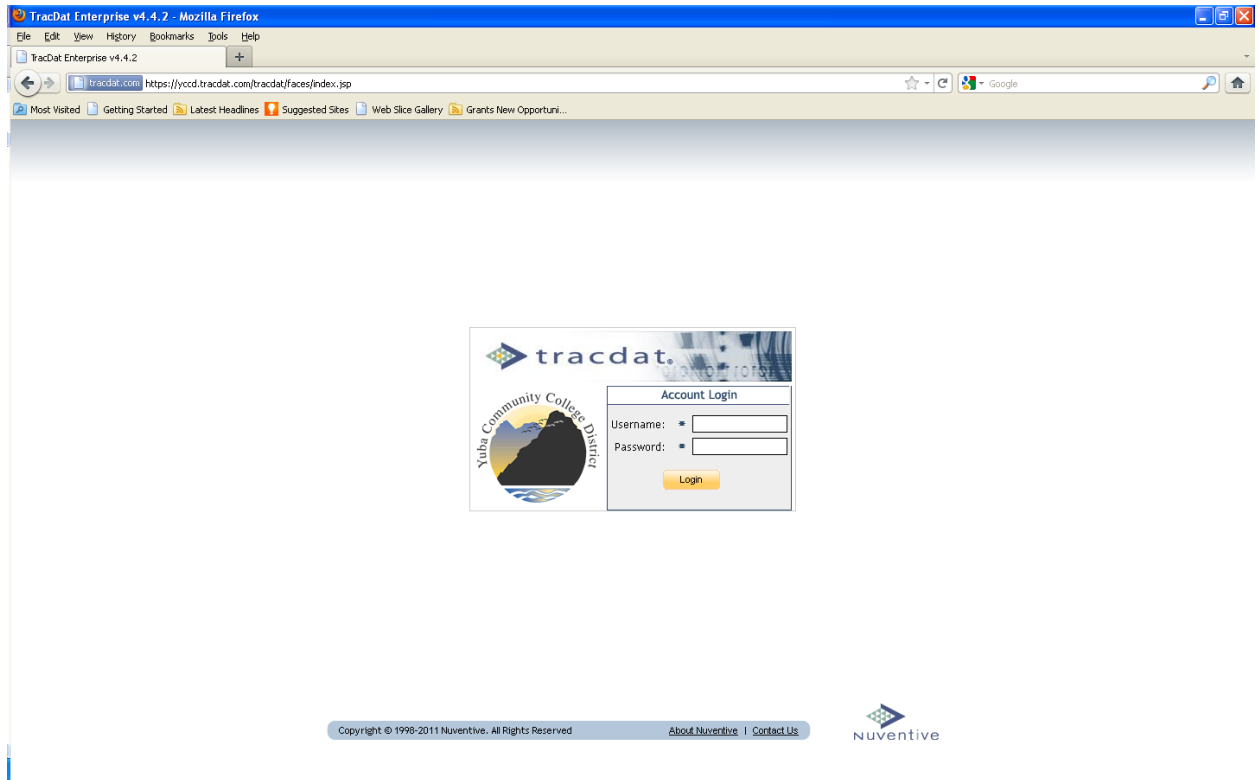 TracDat Enterprise v4.4.2 - Mozilla Firefox
File Edit View History Bookmarks Tools Help
TracDat Enterprise v4.4.2 +
tracdat.com https://yccd.tracdat.com/tracdat/faces/index.jsp Google
Most Visited Getting Started Latest Headlines Suggested Sites Web Slice Gallery Grants New Opportuni...
tracdat®
Yuba Community College District
Account Login
Username: *
Password: *
Login
Copyright © 1998-2011 Nuventive. All Rights Reserved About Nuventive | Contact Us
Nuventive